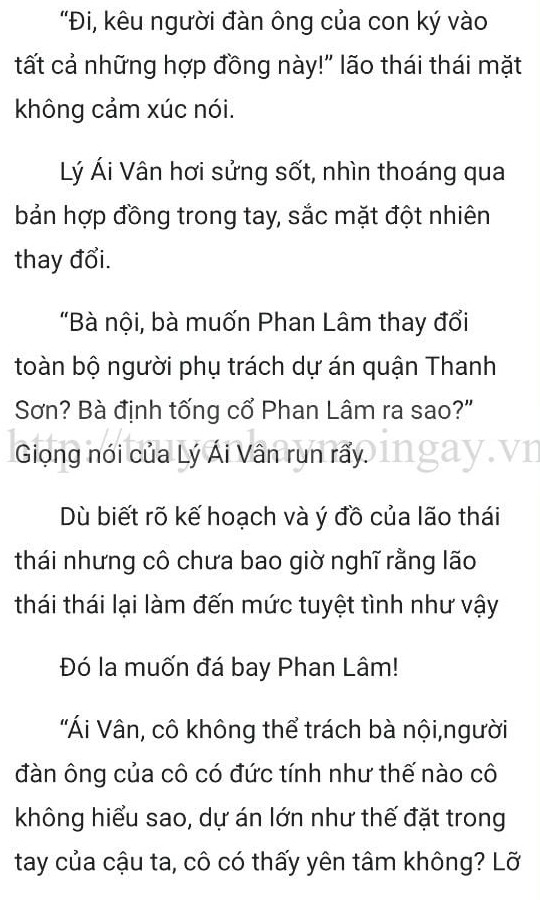 “Đi, kêu người đàn ông của con ký vào
tất cả những hợp đồng này!” lão thái thái mặt
không cảm xúc nói.
Lý Ái Vân hơi sửng sốt, nhìn thoáng qua
bản hợp đồng trong tay, sắc mặt đột nhiên
thay đổi.
“Bà nội, bà muốn Phan Lâm thay đổi
toàn bộ người phụ trách dự án quận Thanh
Sơn? Bà định tống cổ Phan Lâm ra sao?”
http://truyenhaymoingay.vn
Giọng nói của Lý Ái Vân run rẩy.
Dù biết rõ kế hoạch và ý đồ của lão thái
thái nhưng cô chưa bao giờ nghĩ rằng lão
thái thái lại làm đến mức tuyệt tình như vậy
Đó la muốn đá bay Phan Lâm!
“Ái Vân, cô không thể trách bà nội,người
đàn ông của cô có đức tính như thế nào cô
không hiểu sao, dự án lớn như thế đặt trong
tay của cậu ta, cô có thấy yên tâm không? Lỡ